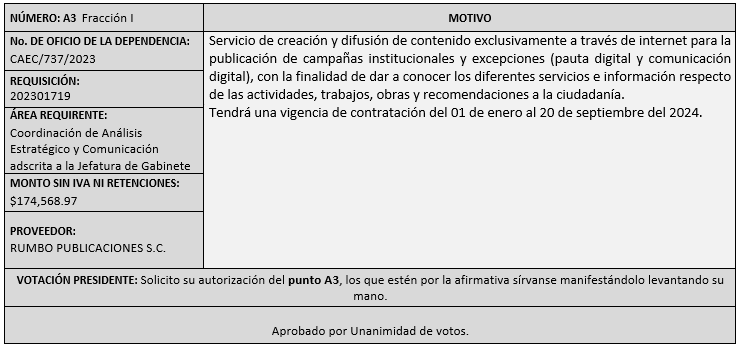 NÚMERO: A3 Fracción I
MOTIVO
No. DE OFICIO DE LA DEPENDENCIA:
CAEC/737/2023
REQUISICIÓN:
202301719
ÁREA REQUIRENTE:
Coordinación de Análisis
Estratégico y Comunicación
adscrita a la Jefatura de Gabinete
MONTO SIN IVA NI RETENCIONES:
$174,568.97
PROVEEDOR:
RUMBO PUBLICACIONES S.C.
Servicio de creación y difusión de contenido exclusivamente a través de internet para la
publicación de campañas institucionales y excepciones (pauta digital y comunicación
digital), con la finalidad de dar a conocer los diferentes servicios e información respecto
de las actividades, trabajos, obras y recomendaciones a la ciudadanía.
Tendrá una vigencia de contratación del 01 de enero al 20 de septiembre del 2024.
VOTACIÓN PRESIDENTE: Solicito su autorización del punto A3, los que estén por la afirmativa sírvanse manifestándolo levantando su
mano.
Aprobado por Unanimidad de votos.